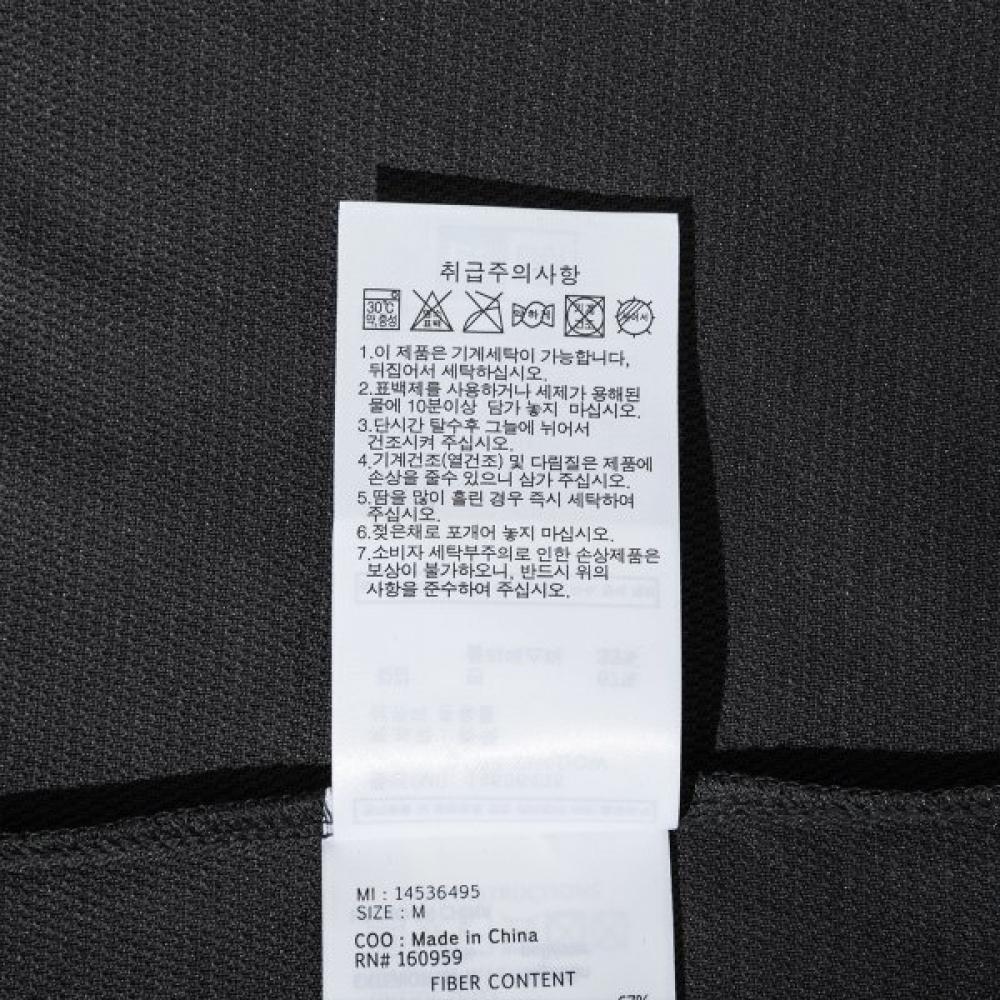 취급주의사항
30℃
약,중성
표백
약하게
뉘어서
1.이 제품은 기계세탁이 가능합니다,
뒤집어서 세탁하십시오.
2.표백제를 사용하거나 세제가 용해된
물에 10분이상 담가 놓지 마십시오.
3.단시간 탈수후 그늘에 뉘어서
건조시켜 주십시오.
4.기계건조(열건조) 및 다림질은 제품에
손상을 줄수 있으니 삼가 주십시오.
5.땀을 많이 흘린 경우 즉시 세탁하여
주십시오.
6.젖은채로 포개어 놓지 마십시오.
7.소비자 세탁부주의로 인한 손상제품은
보상이 불가하오니, 반드시 위의
사항을 준수하여 주십시오.
MI : 14536495
SIZE : M
COO : Made in China
RN# 160959
FIBER CONTENT
67%